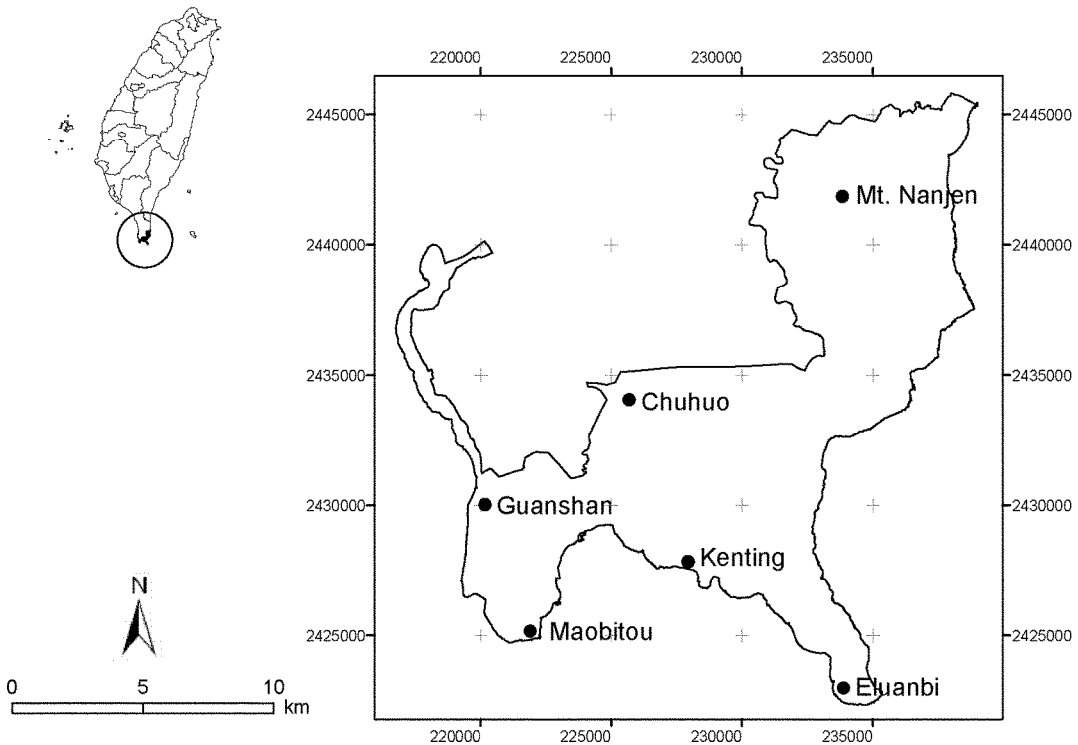 220000 225000 230000 235000
2445000 2445000
Mt. Nanjen
2440000 2440000
2435000 2435000
Chuhuo
2430000 Guanshan 2430000
Kenting
N
2425000 Maobitou 2425000
0 5 10
km
Eluanbi
220000 225000 230000 235000